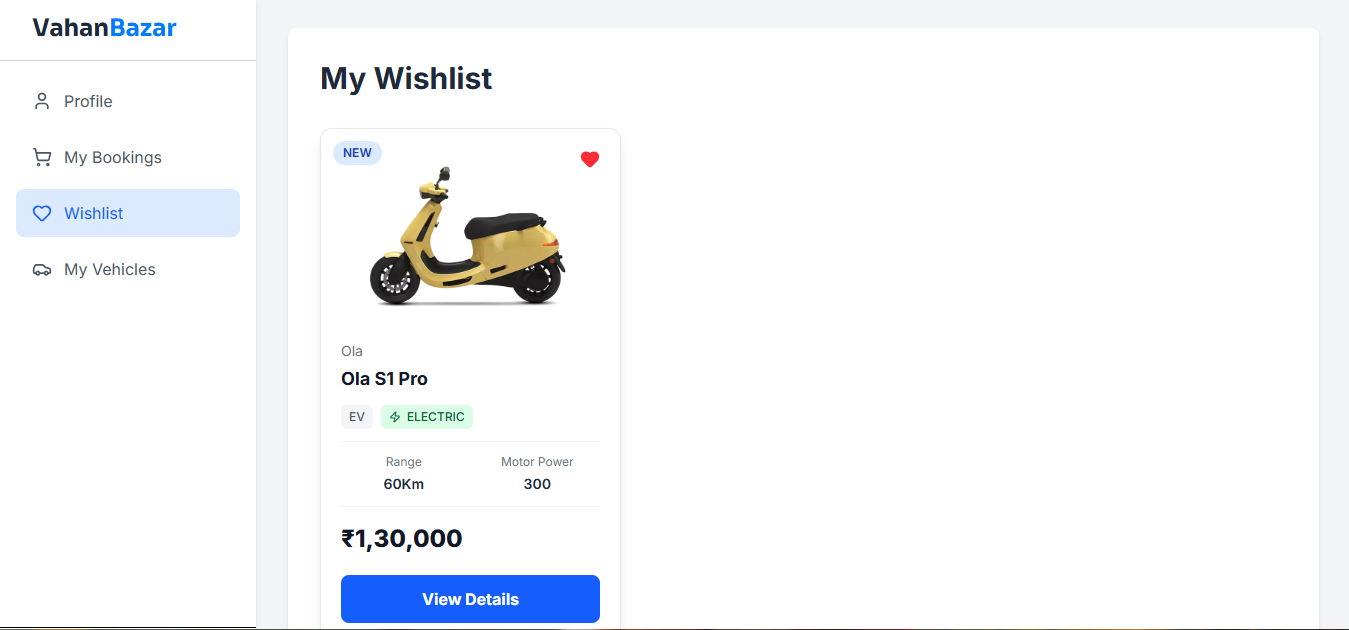 VahanBazar
Profile
My Bookings
Wishlist
My Vehicles
My Wishlist
NEW
Ola
Ola S1 Pro
EV ELECTRIC
Range Motor Power
60Km 300
₹1,30,000
View Details